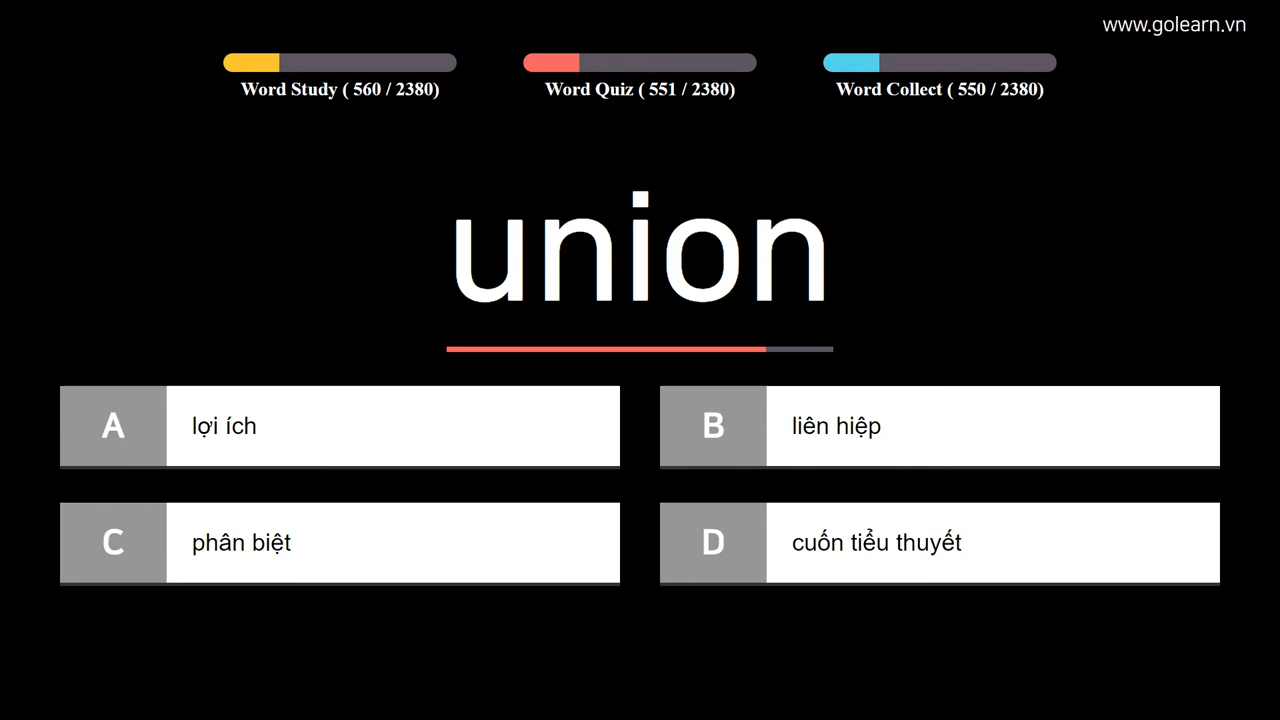 www.golearn.vn
Word Study ( 560 / 2380)
Word Quiz ( 551 / 2380)
Word Collect ( 550 / 2380)
union
A lợi ích
B liên hiệp
C phân biệt
D cuốn tiểu thuyết